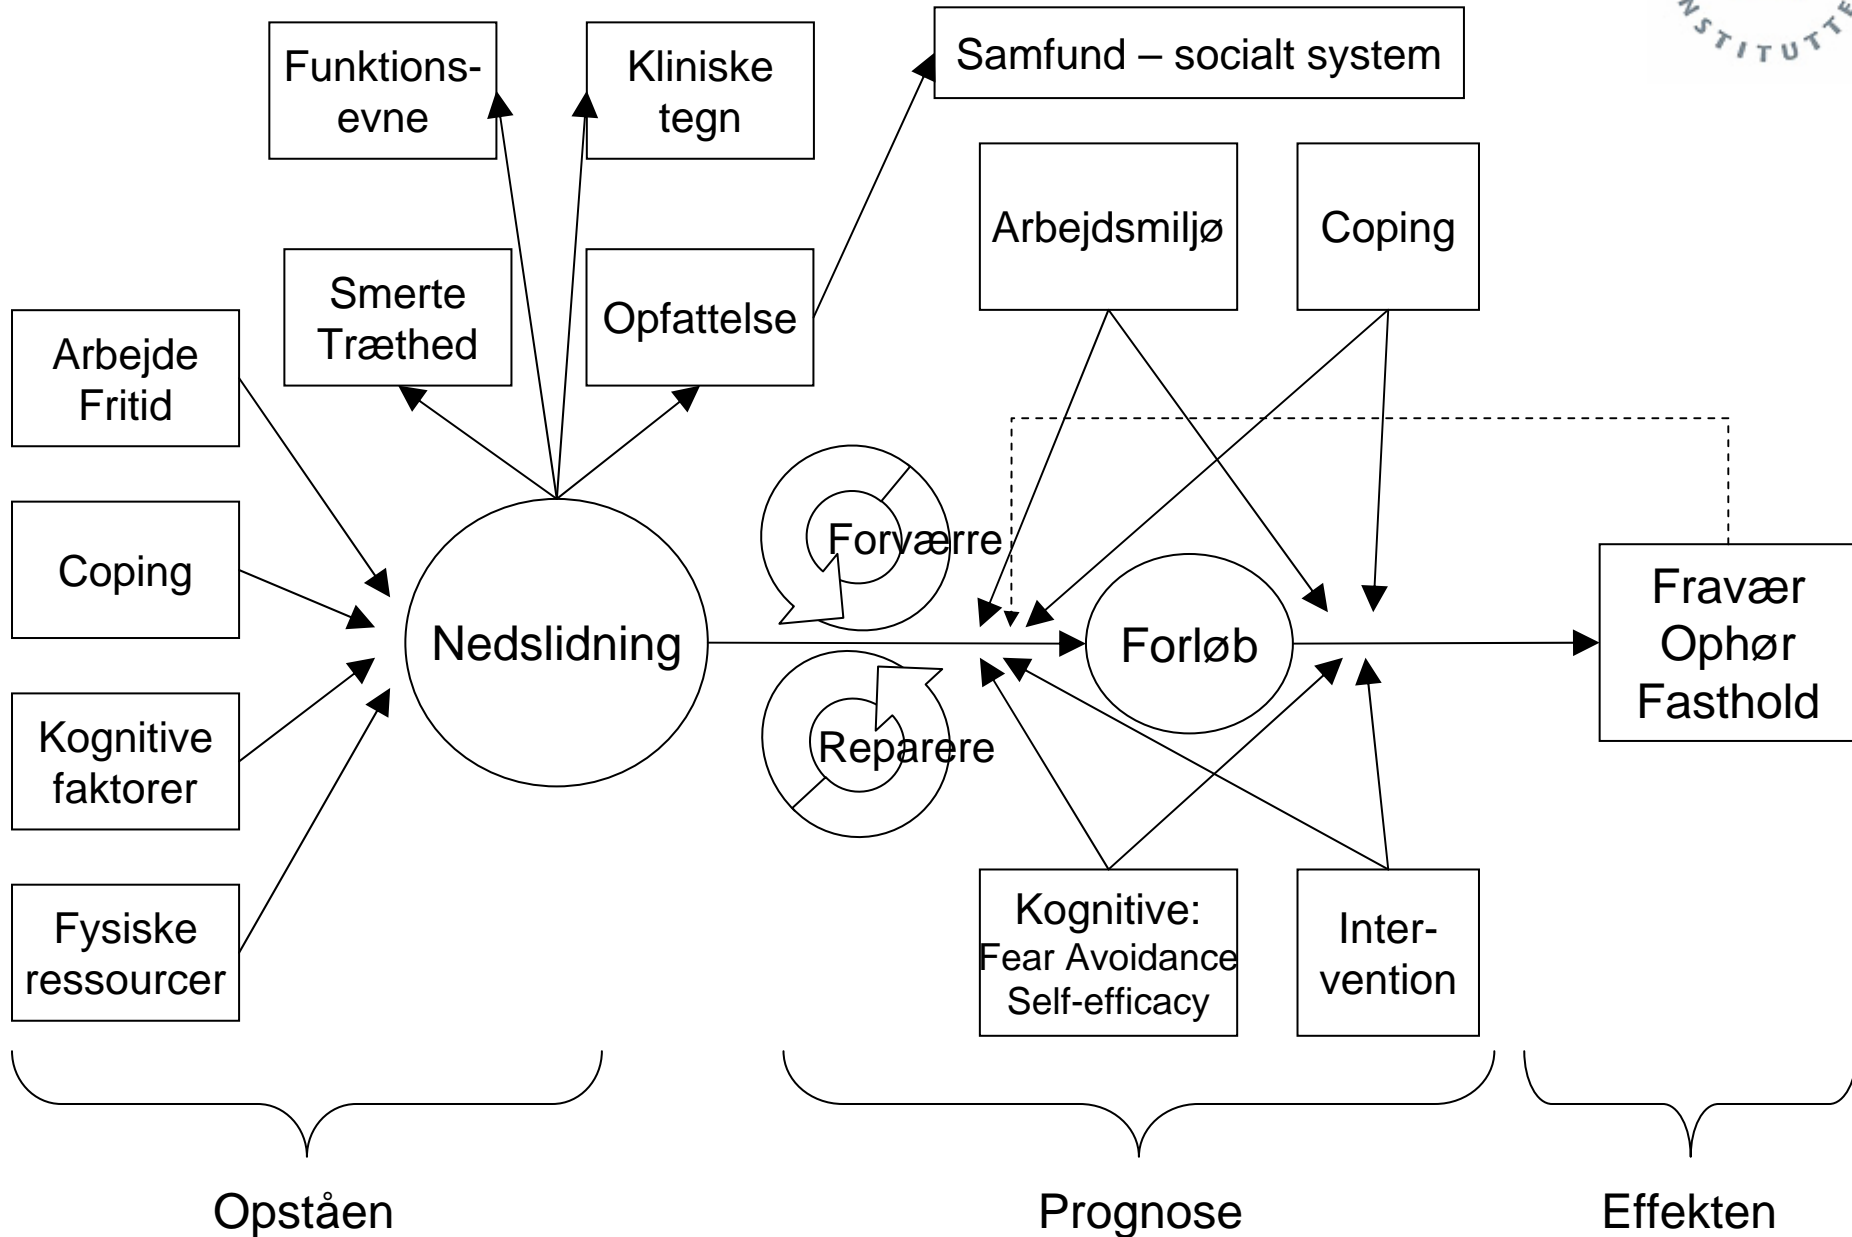 Funktions-
evne
Kliniske
tegn
Samfund – socialt system
Smerte
Træthed
Opfattelse
Arbejdsmiljø
Coping
Arbejde
Fritid
Coping
Kognitive
faktorer
Fysiske
ressourcer
Nedslidning
Forværre
Reparere
Forløb
Fravær
Ophør
Fasthold
Kognitive:
Fear Avoidance
Self-efficacy
Inter-
vention
Opståen
Prognose
Effekten